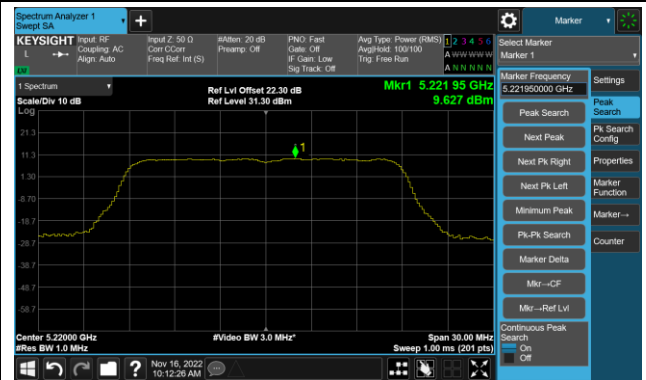 Spectrum Analyzer 1
Swept SA
Marker
KEYSIGHT
L
LW
Input: RF
Coupling: AC
Align: Auto
Input Z: 50 Ω
Corr CCorr
Freq Ref: Int (S)
#Atten: 20 dB
Preamp: Off
PNO: Fast
Gate: Off
IF Gain: Low
Sig Track: Off
Avg Type: Power (RMS)
Avg|Hold: 100/100
Trig: Free Run
1 2 3 4 5 6
A W W W W W
A N N N N N
Select Marker
Marker 1
1 Spectrum
Scale/Div 10 dB
Log
Ref Lvl Offset 22.30 dB
Ref Level 31.30 dBm
Mkr1 5.221 95 GHz
9.627 dBm
21.3
11.3
1.30
-8.70
-18.7
-28.7
-38.7
-48.7
-58.7
1
Center 5.22000 GHz
#Res BW 1.0 MHz
#Video BW 3.0 MHz*
Span 30.00 MHz
Sweep 1.00 ms (201 pts)
Marker Frequency
5.221950000 GHz
Peak Search
Next Peak
Next Pk Right
Next Pk Left
Minimum Peak
Pk-Pk Search
Marker Delta
Mkr→CF
Mkr→Ref Lvl
Continuous Peak
Search
On
Off
Settings
Peak
Search
Pk Search
Config
Properties
Marker
Function
Marker→
Counter
?
Nov 16, 2022
10:12:26 AM